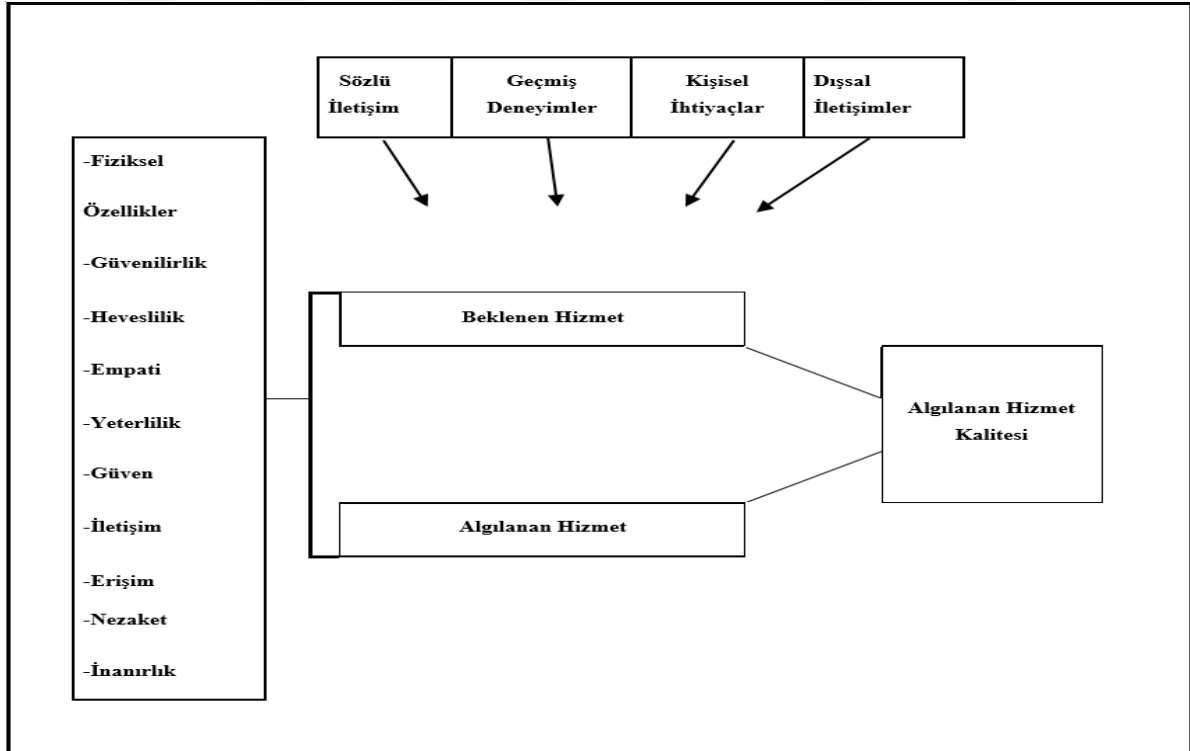 Sözlü
İletişim
Geçmiş
Deneyimler
Kişisel
İhtiyaçlar
Dışsal
İletişimler
-Fiziksel
Özellikler
-Güvenilirlik
-Heveslilik
-Empati
-Yeterlilik
-Güven
-İletişim
-Erişim
-Nezaket
-İnanırlık
Beklenen Hizmet
Algılanan Hizmet
Algılanan Hizmet
Kalitesi